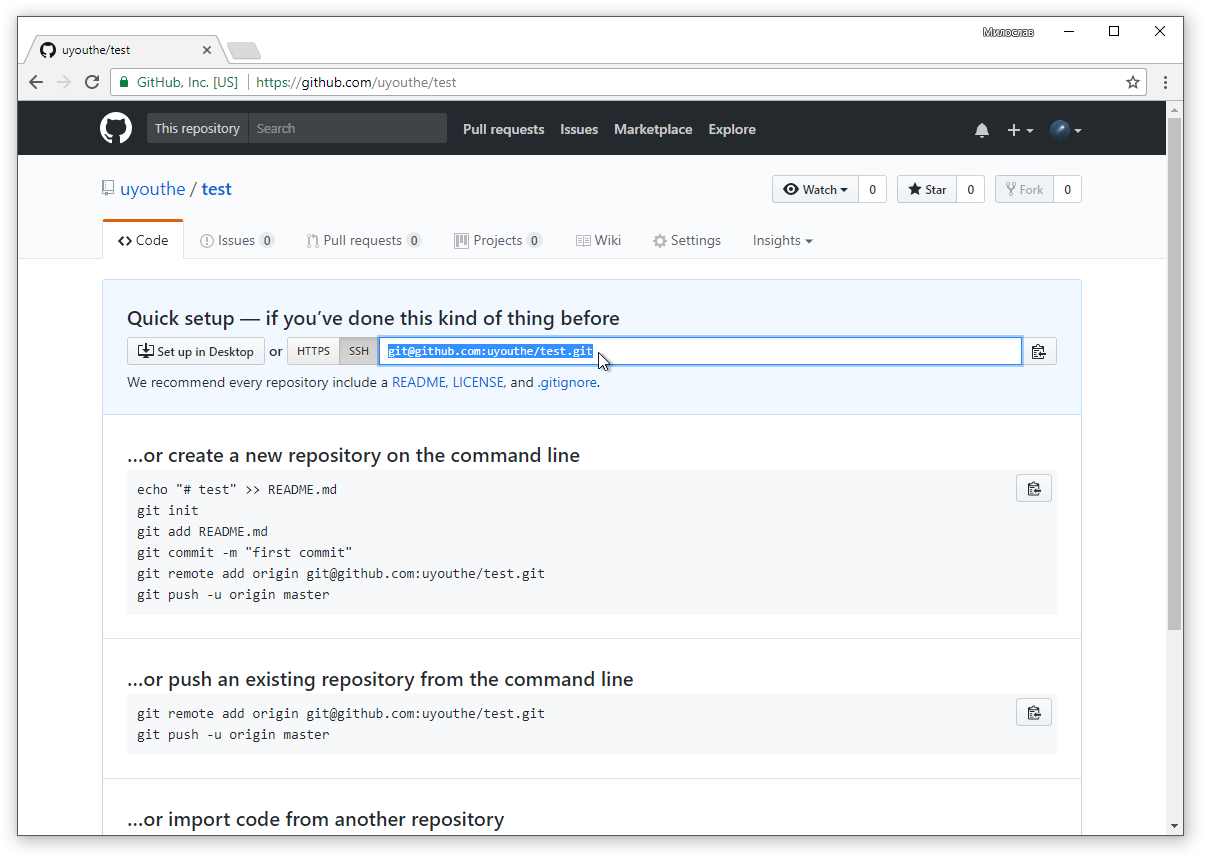 Милослав
uyouthe/test
GitHub, Inc. [US] https://github.com/uyouthe/test
This repository Search Pull requests Issues Marketplace Explore
uyouthe / test Watch 0 Star 0 Fork 0
Code Issues 0 Pull requests 0 Projects 0 Wiki Settings Insights
Quick setup — if you’ve done this kind of thing before
Set up in Desktop or HTTPS SSH git@github.com:uyouthe/test.git
We recommend every repository include a README, LICENSE, and .gitignore.
…or create a new repository on the command line
echo "# test" >> README.md
git init
git add README.md
git commit -m "first commit"
git remote add origin git@github.com:uyouthe/test.git
git push -u origin master
…or push an existing repository from the command line
git remote add origin git@github.com:uyouthe/test.git
git push -u origin master
…or import code from another repository